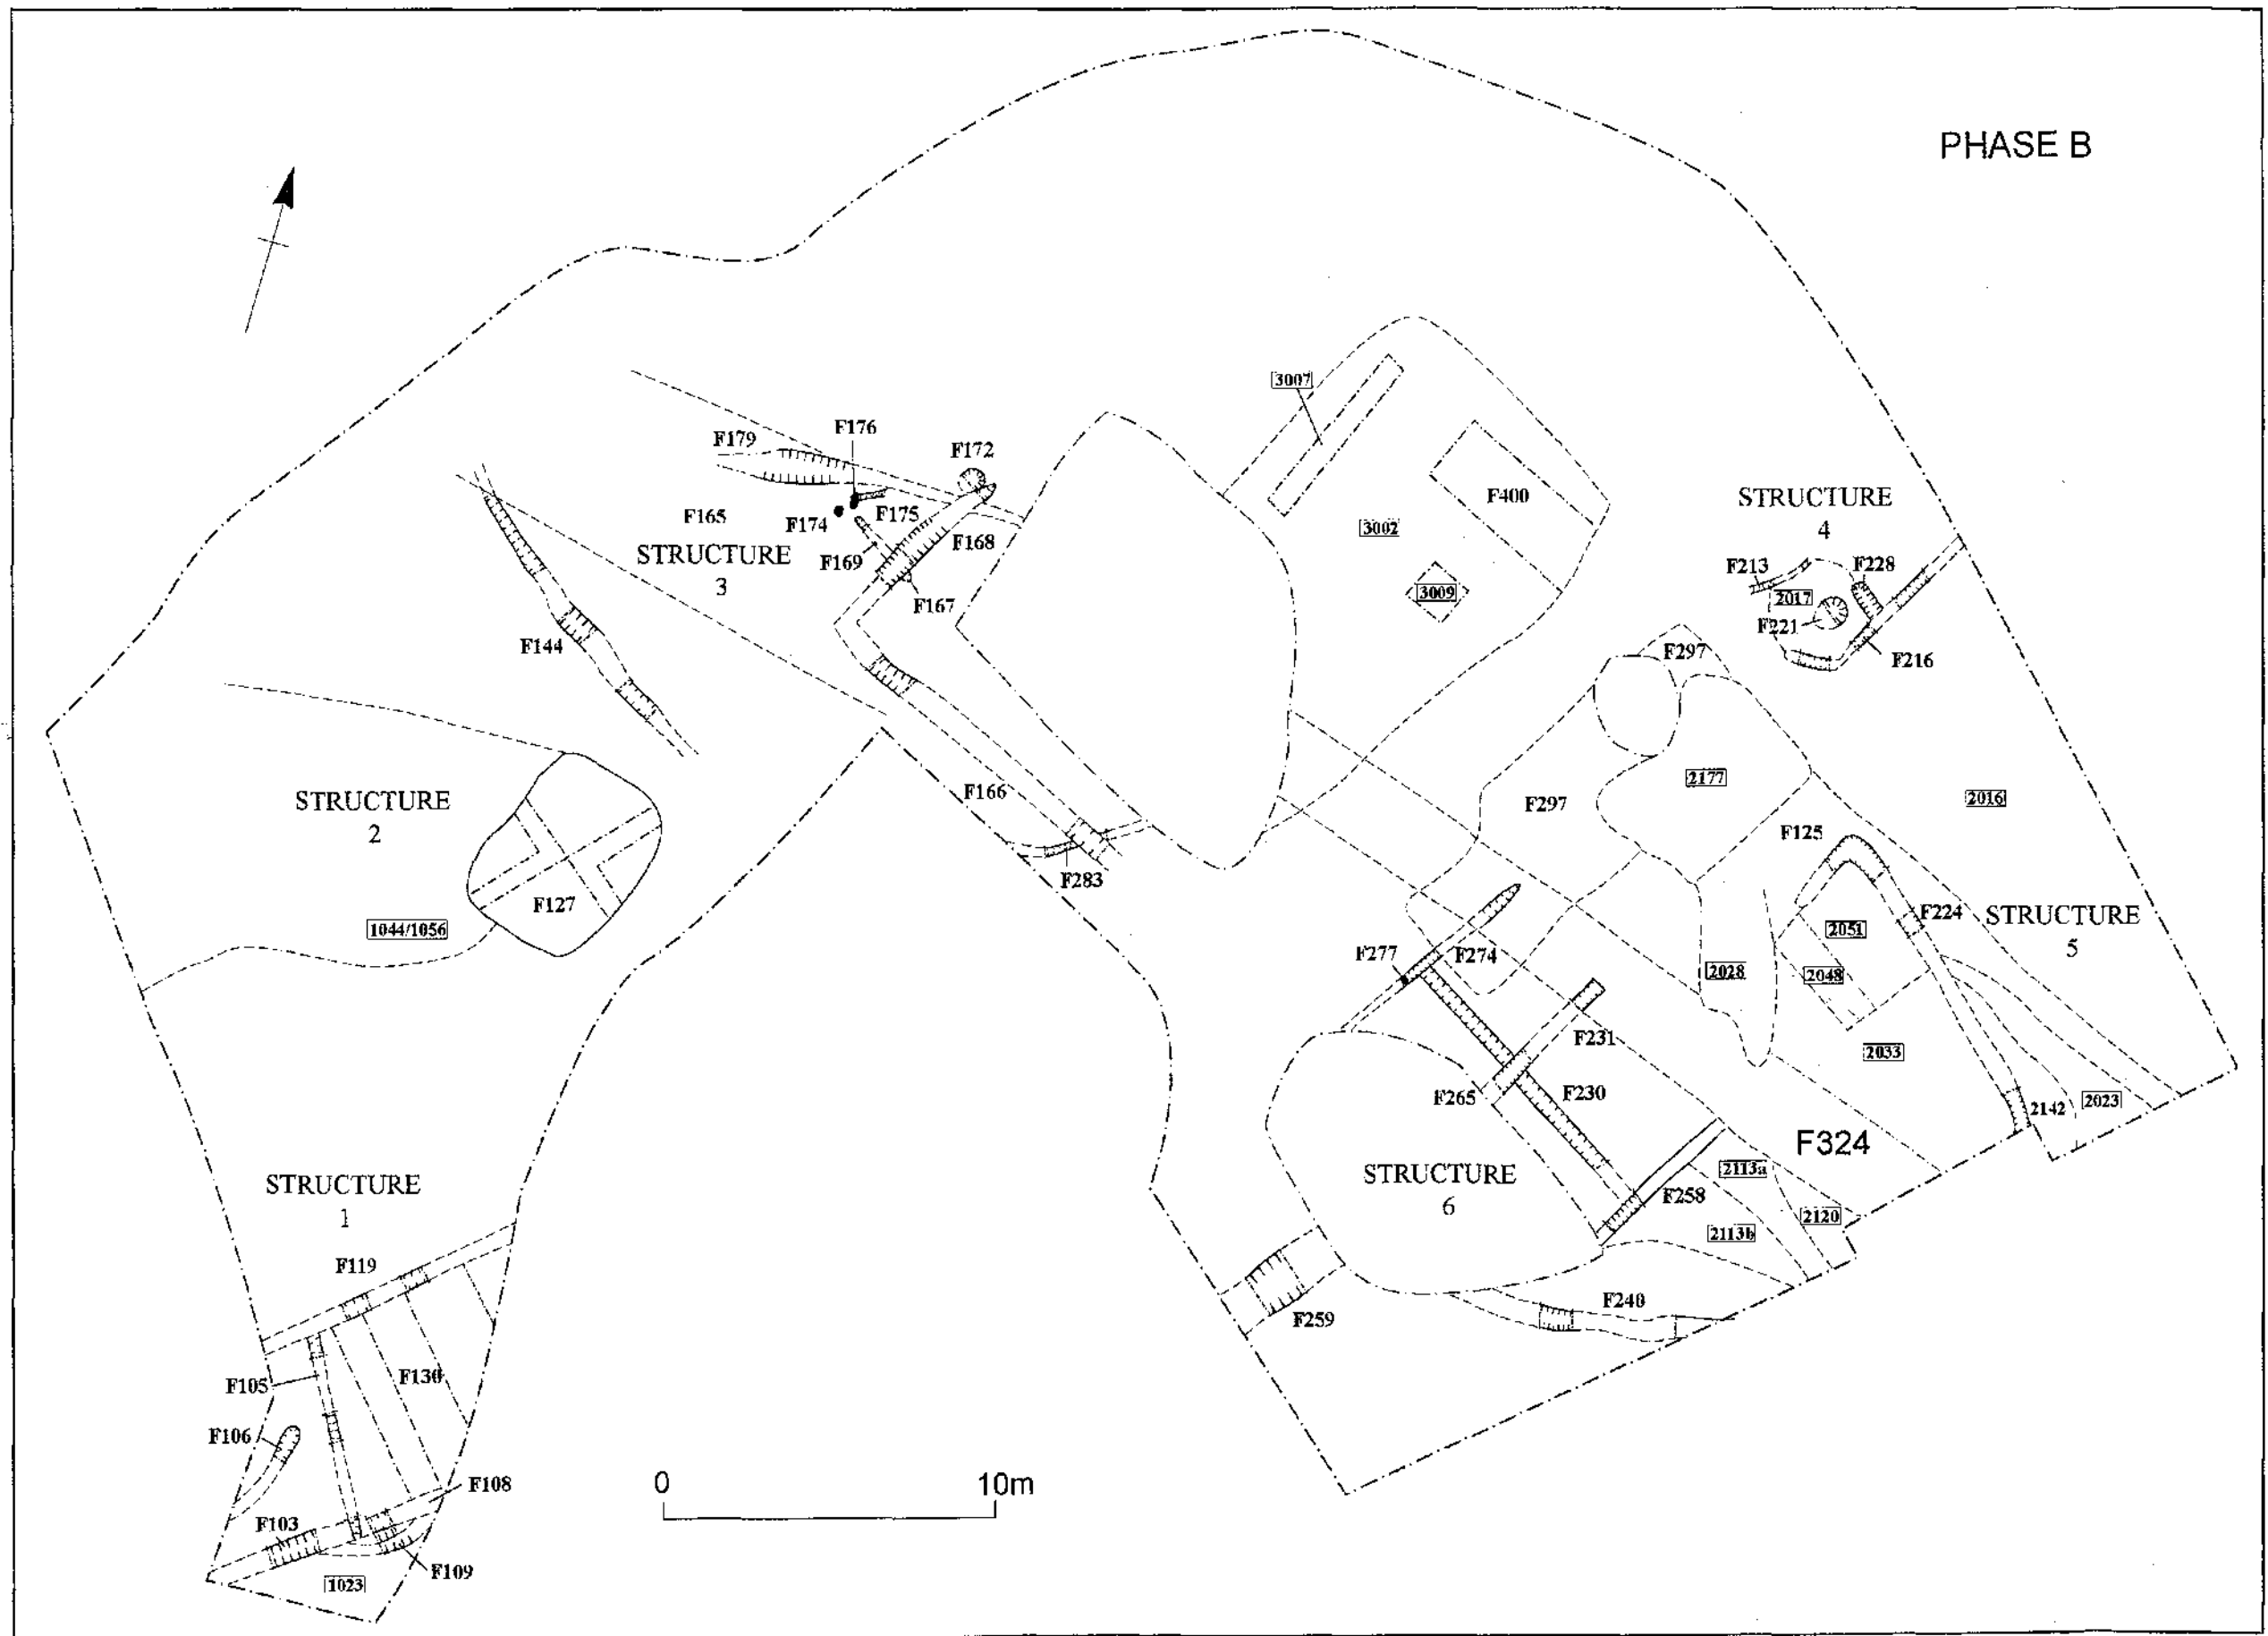 PHASE B
3007
F176
F179
F172
F400
STRUCTURE
4
F165
F174
F175
3002
F168
STRUCTURE
3
F169
F213
F228
3009
2017
F167
F221
F144
F297
F216
2177
F166
F297
2016
STRUCTURE
2
F125
F283
F127
F224
STRUCTURE
5
1044/1056
2051
F277
F274
2028
2048
F231
2033
F265
F230
2142
2023
F324
STRUCTURE
6
2113a
F258
STRUCTURE
1
2120
2113b
F119
F240
F259
F105
F130
F106
F108
0
10m
F103
F109
1023